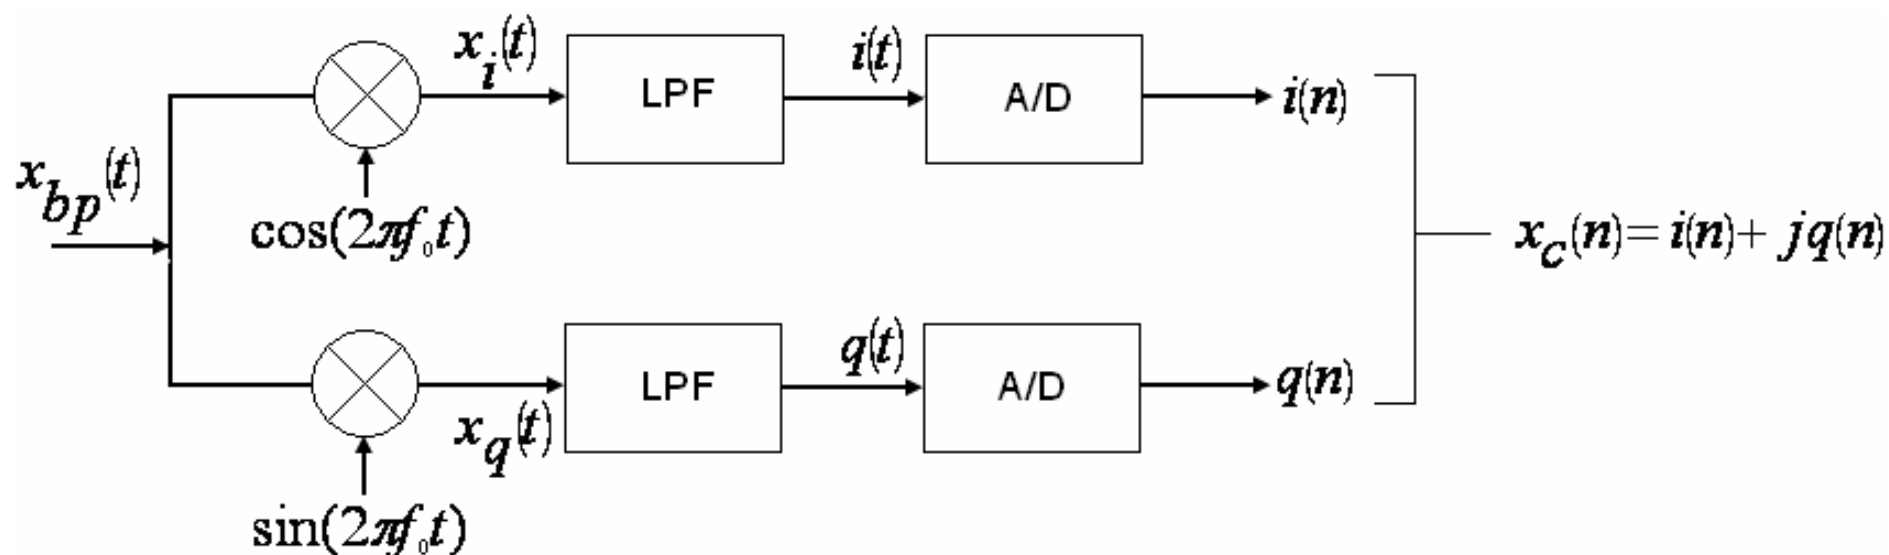 x_i(t)
LPF
i(t)
A/D
i(n)
x_bp(t)
cos(2πf₀t)
x_c(n)= i(n)+ jq(n)
x_q(t)
LPF
q(t)
A/D
q(n)
sin(2πf₀t)